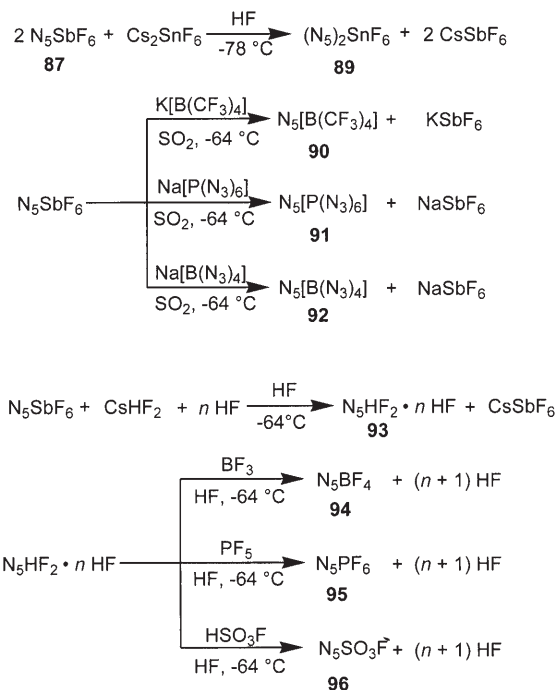 2 N₅SbF₆ + Cs₂SnF₆ HF -78 °C (N₅)₂SnF₆ + 2 CsSbF₆
87 89
K[B(CF₃)₄]
SO₂, -64 °C
N₅[B(CF₃)₄] + KSbF₆
90
N₅SbF₆
Na[P(N₃)₆]
SO₂, -64 °C
N₅[P(N₃)₆] + NaSbF₆
91
Na[B(N₃)₄]
SO₂, -64 °C
N₅[B(N₃)₄] + NaSbF₆
92
N₅SbF₆ + CsHF₂ + n HF HF -64°C N₅HF₂ • n HF + CsSbF₆
93
BF₃
HF, -64 °C
N₅BF₄ + (n + 1) HF
94
N₅HF₂ • n HF
PF₅
HF, -64 °C
N₅PF₆ + (n + 1) HF
95
HSO₃F
HF, -64 °C
N₅SO₃F + (n + 1) HF
96